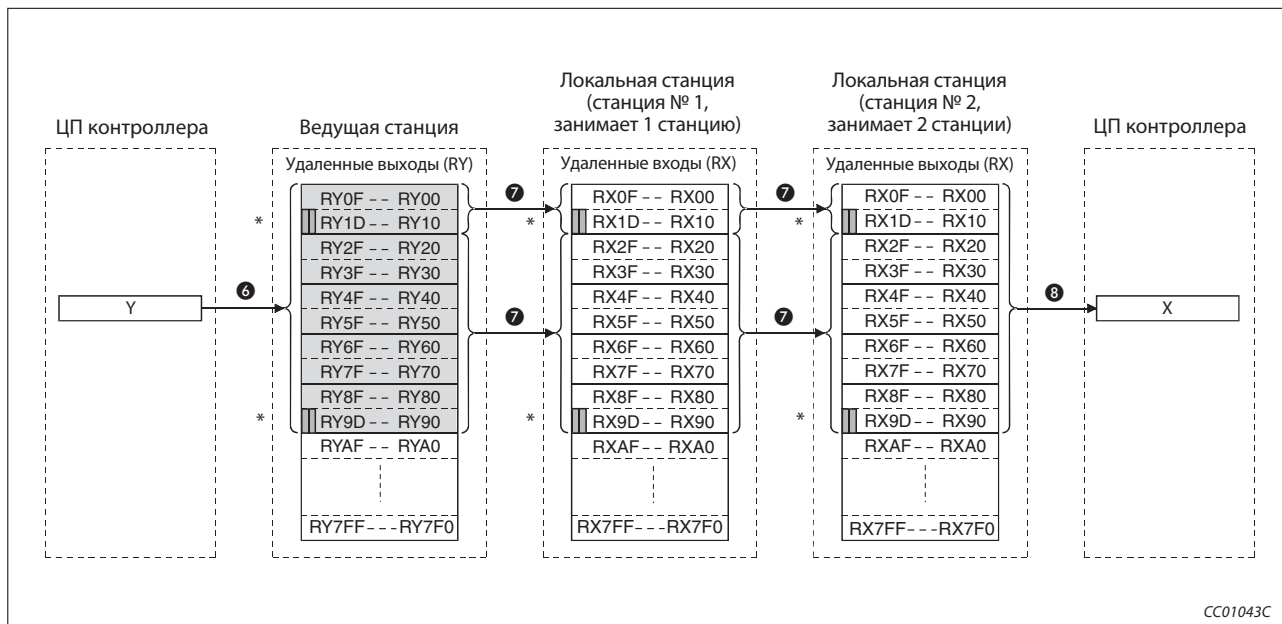 ЦП контроллера
Y
6
Ведущая станция
Удаленные выходы (RY)
RY0F -- RY00
* RY1D -- RY10
RY2F -- RY20
RY3F -- RY30
RY4F -- RY40
RY5F -- RY50
RY6F -- RY60
RY7F -- RY70
RY8F -- RY80
* RY9D -- RY90
RYAF -- RYA0
RY7FF --- RY7F0
7
7
Локальная станция
(станция № 1,
занимает 1 станцию)
Удаленные входы (RX)
RX0F -- RX00
* RX1D -- RX10
RX2F -- RX20
RX3F -- RX30
RX4F -- RX40
RX5F -- RX50
RX6F -- RX60
RX7F -- RX70
RX8F -- RX80
* RX9D -- RX90
RXAF -- RXA0
RX7FF --- RX7F0
7
7
Локальная станция
(станция № 2,
занимает 2 станции)
Удаленные выходы (RX)
RX0F -- RX00
* RX1D -- RX10
RX2F -- RX20
RX3F -- RX30
RX4F -- RX40
RX5F -- RX50
RX6F -- RX60
RX7F -- RX70
RX8F -- RX80
* RX9D -- RX90
RXAF -- RXA0
RX7FF --- RX7F0
8
ЦП контроллера
X
CC01043C